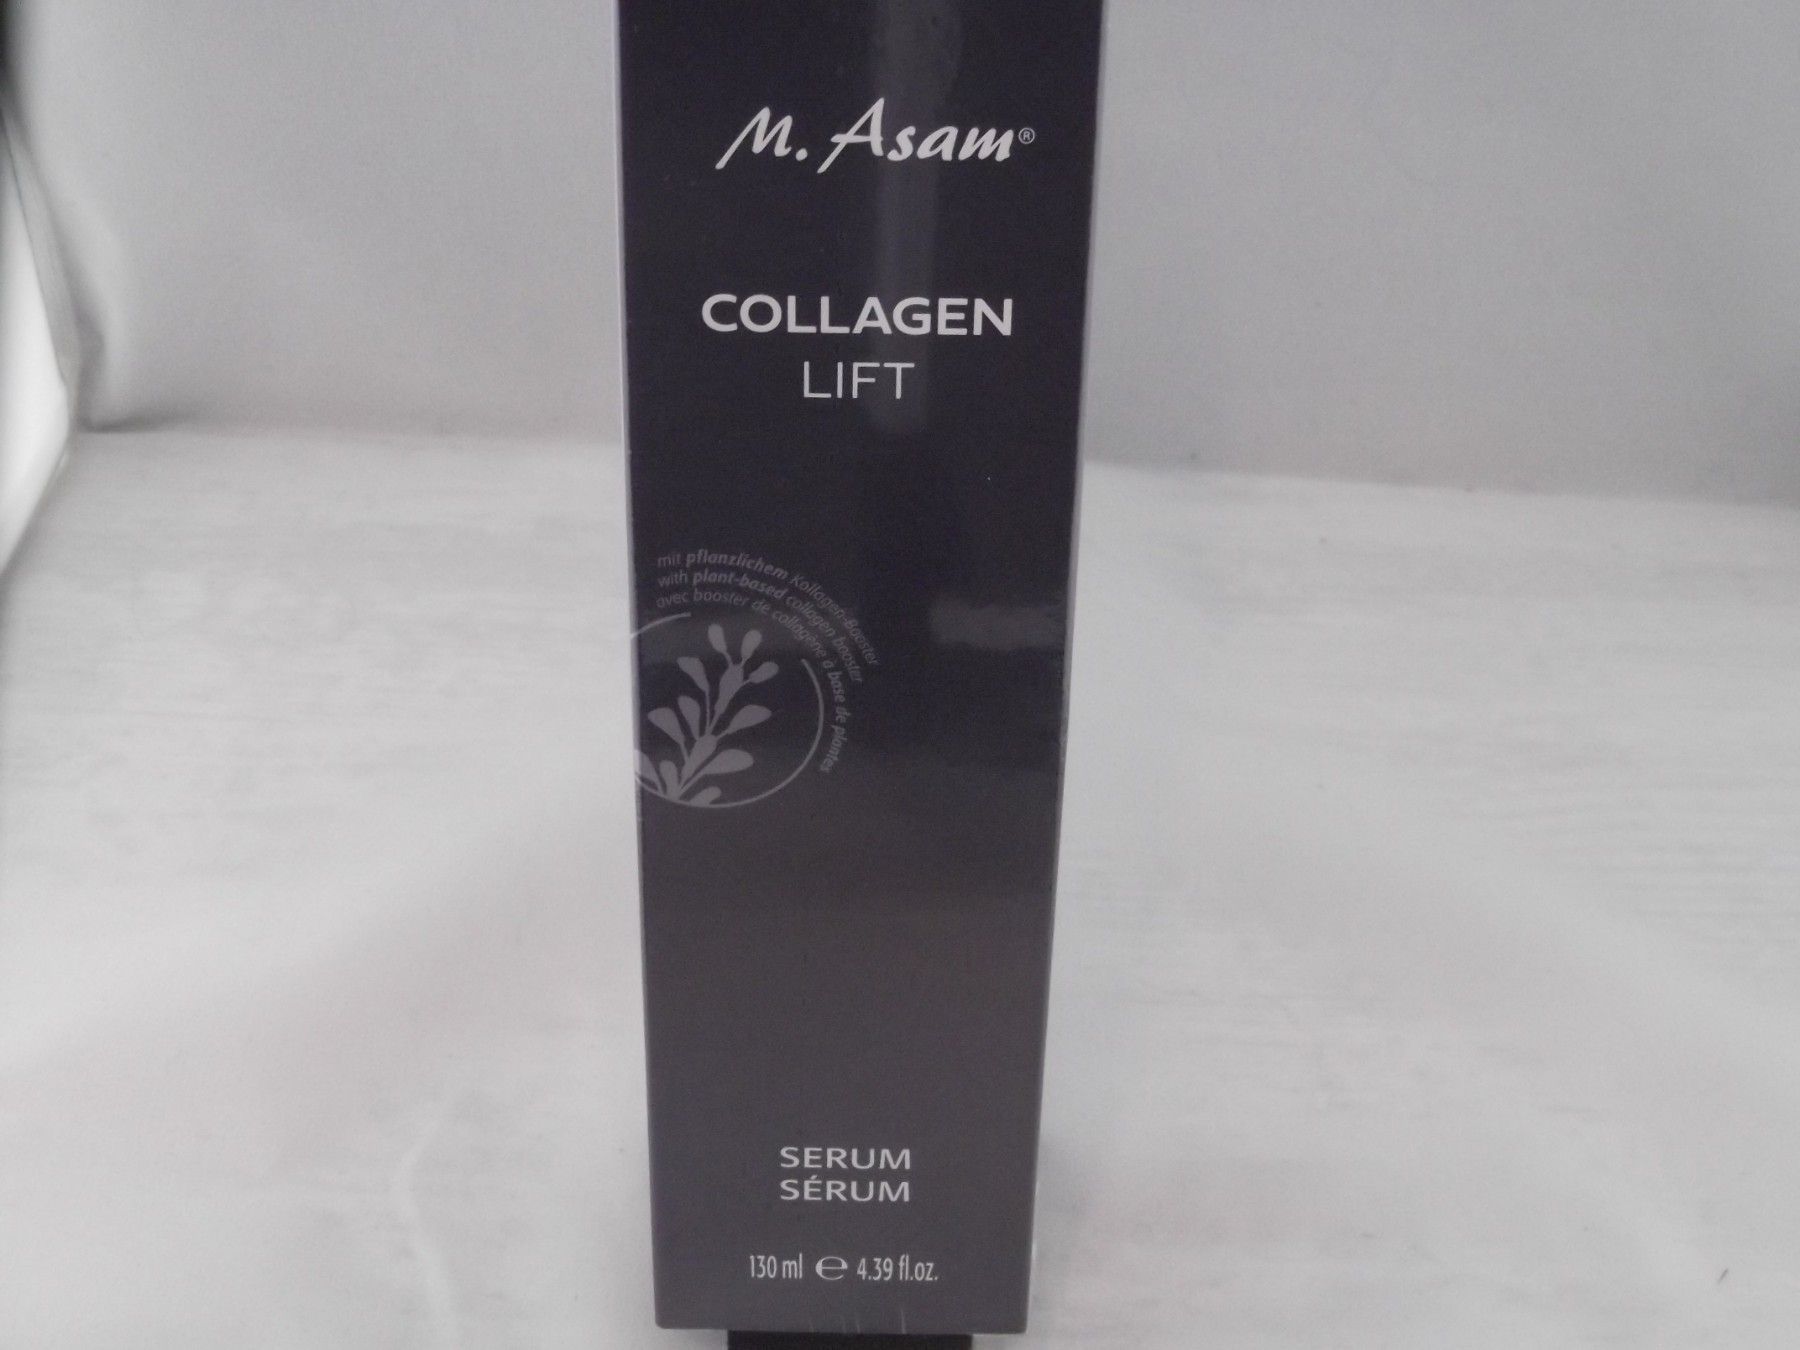 M. Asam®
COLLAGEN
LIFT
mit pflanzlichem Kollagen-Booster
with plant-based collagen booster
avec booster de collagène à base de plantes
SERUM
SÉRUM
130 ml ℮ 4.39 fl.oz.